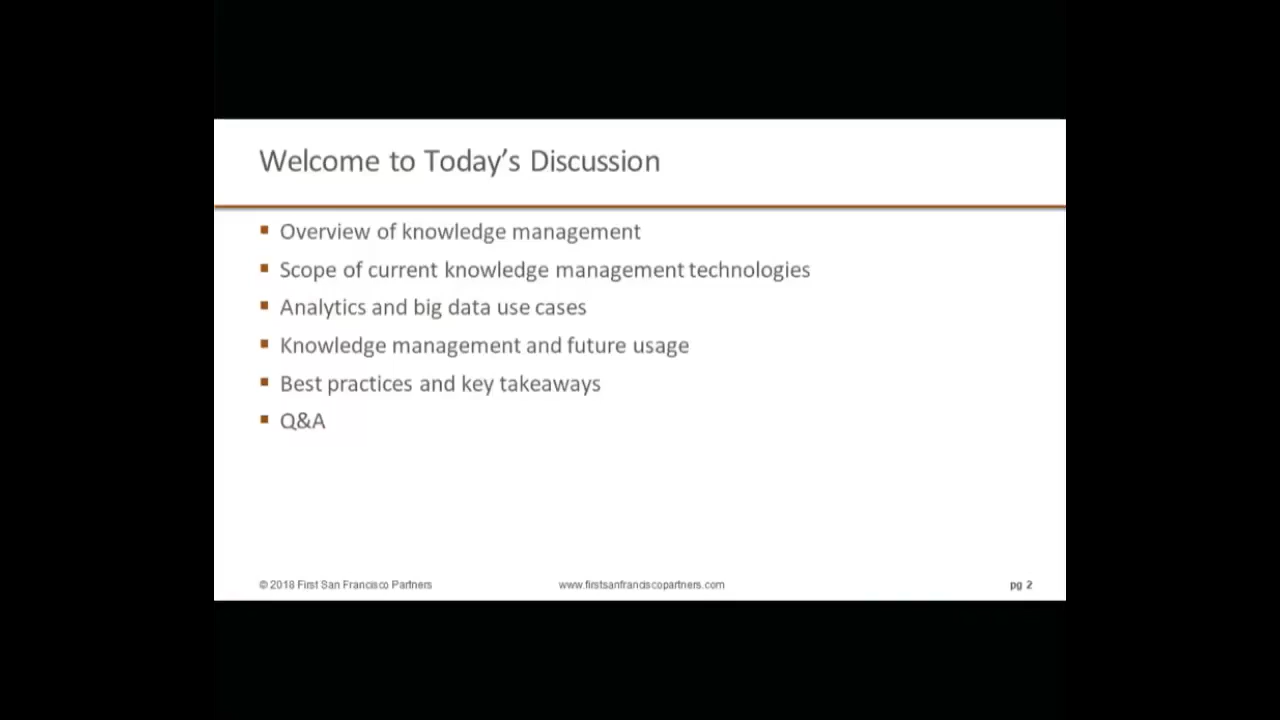 Welcome to Today's Discussion
Overview of knowledge management
Scope of current knowledge management technologies
Analytics and big data use cases
Knowledge management and future usage
Best practices and key takeaways
Q&A
© 2018 First San Francisco Partners
www.firstsanfranciscopartners.com
pg 2